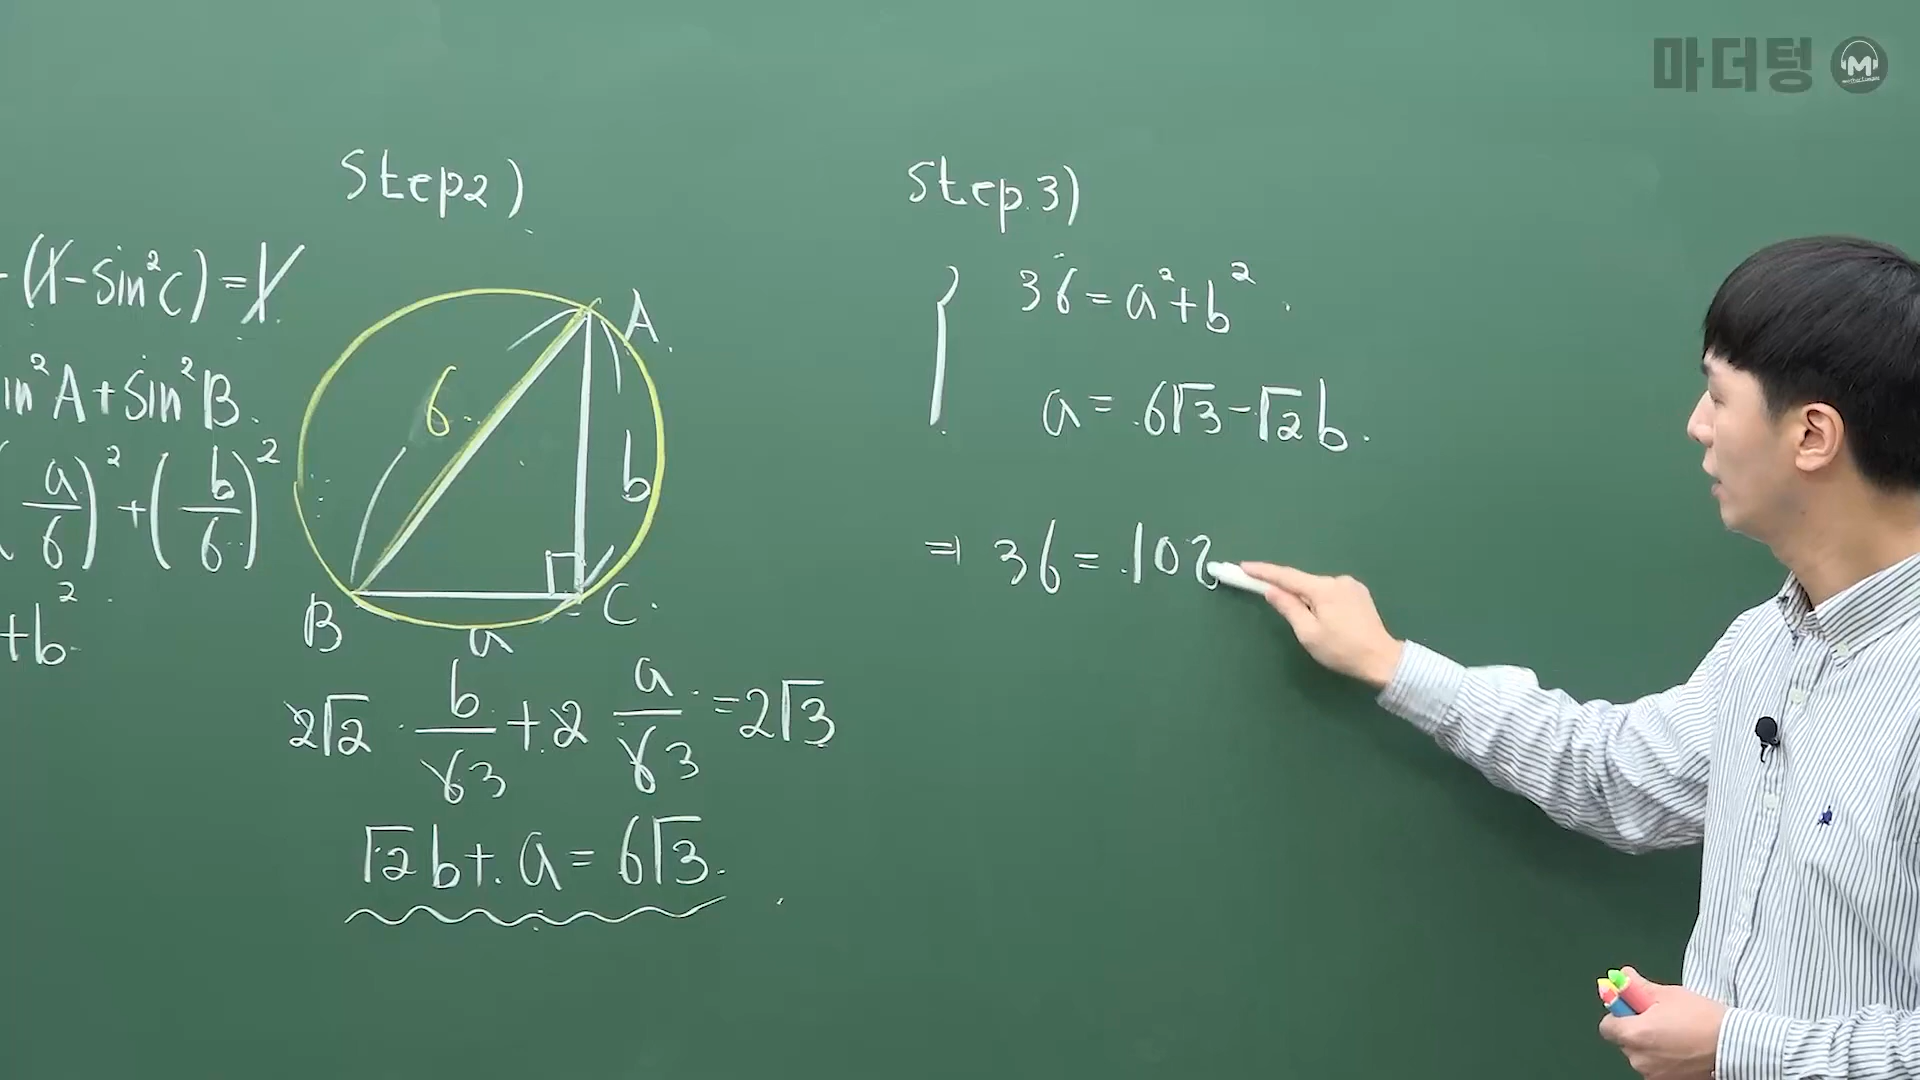 마더텅 M
Step2)
-(1-Sin²C)=1
in²A+Sin²B
(a/6)²+(b/6)²
+b²
A
6
b
B
a
C
2√2 · b/6 3 + 2 a/6 3 = 2√3
√2b+a=6√3
Step.3)
36=a²+b²
a=6√3-√2b
⇒ 36=10